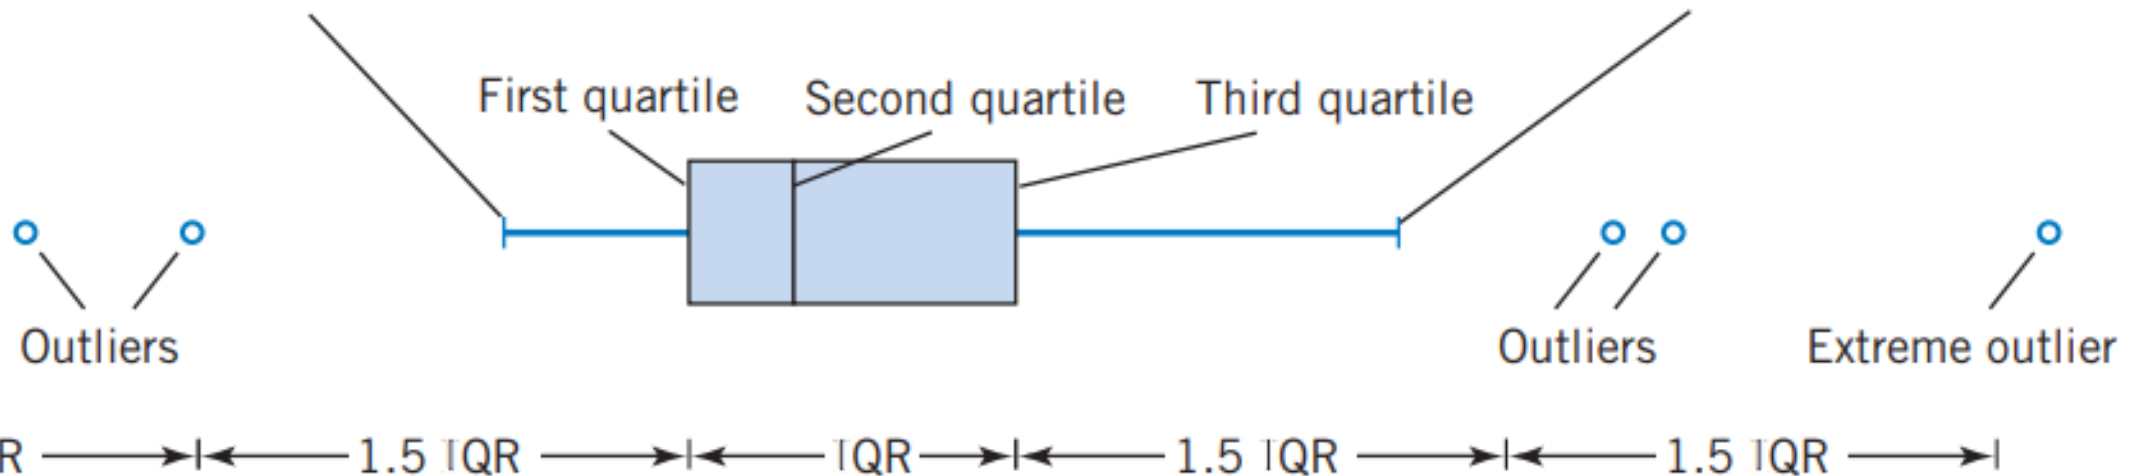 First quartile Second quartile Third quartile
Outliers Outliers Extreme outlier
R 1.5 IQR IQR 1.5 IQR 1.5 IQR